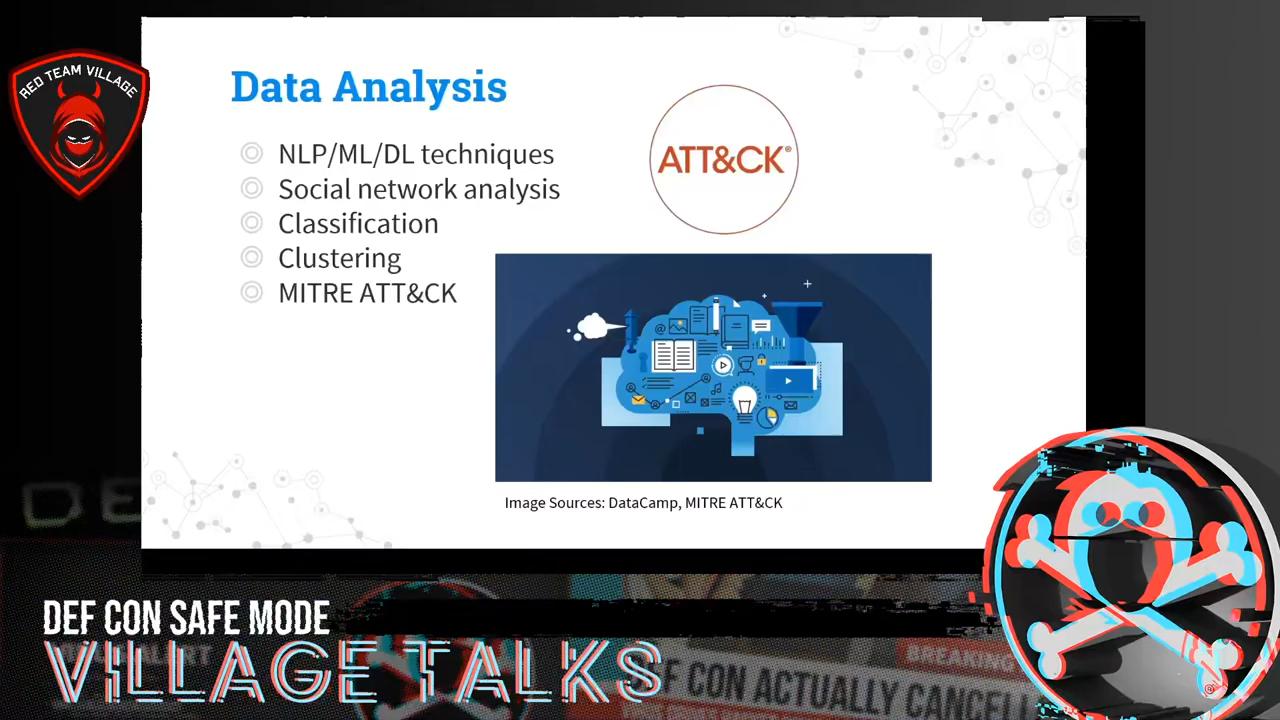 RED TEAM VILLAGE
Data Analysis
NLP/ML/DL techniques
Social network analysis
Classification
Clustering
MITRE ATT&CK
ATT&CK®
Image Sources: DataCamp, MITRE ATT&CK
DEF CON SAFE MODE
VILLAGE TALKS
BREAKING
DEF CON ACTUALLY